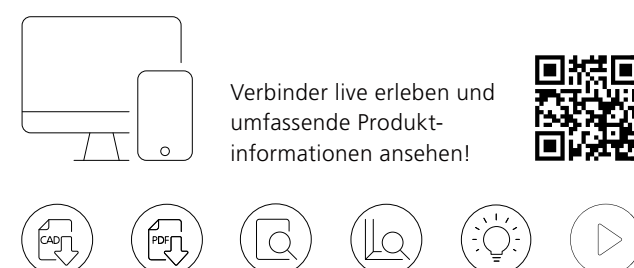 Verbinder live erleben und
umfassende Produkt-
informationen ansehen!
CAD
PDF